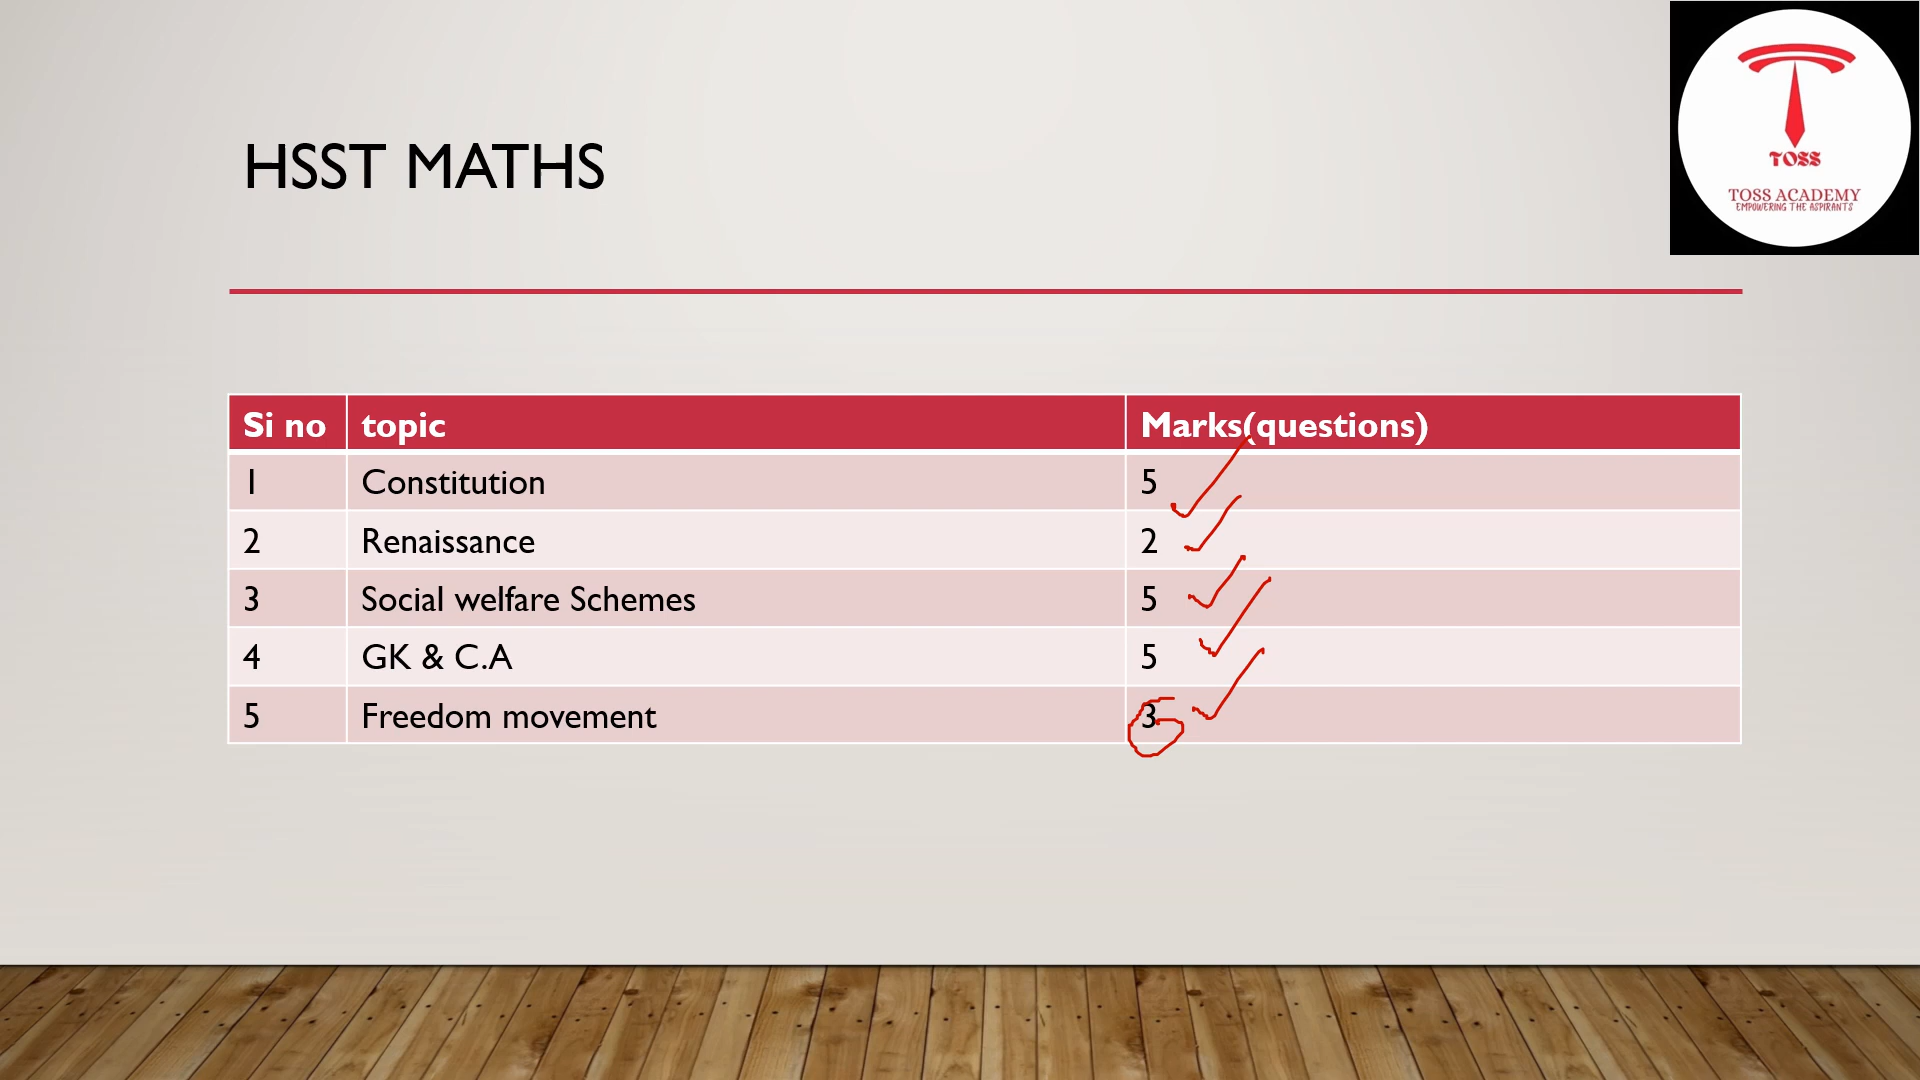 TOSS
TOSS ACADEMY
EMPOWERING THE ASPIRANTS
HSST MATHS
Si no topic Marks(questions)
1 Constitution 5
2 Renaissance 2
3 Social welfare Schemes 5
4 GK & C.A 5
5 Freedom movement 3